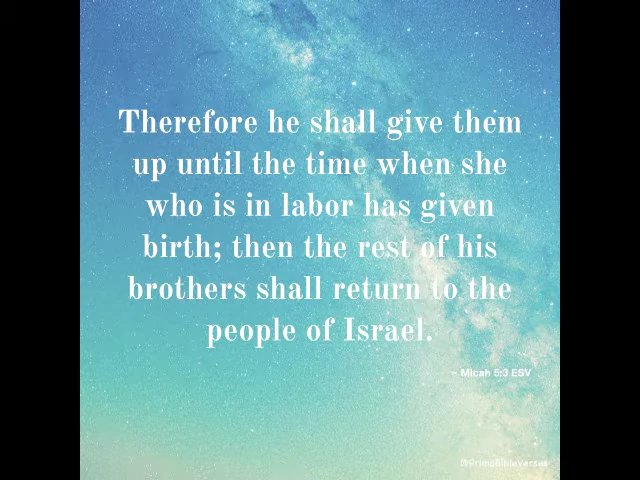 Therefore he shall give them
up until the time when she
who is in labor has given
birth; then the rest of his
brothers shall return to the
people of Israel.
~ Micah 5:3 ESV